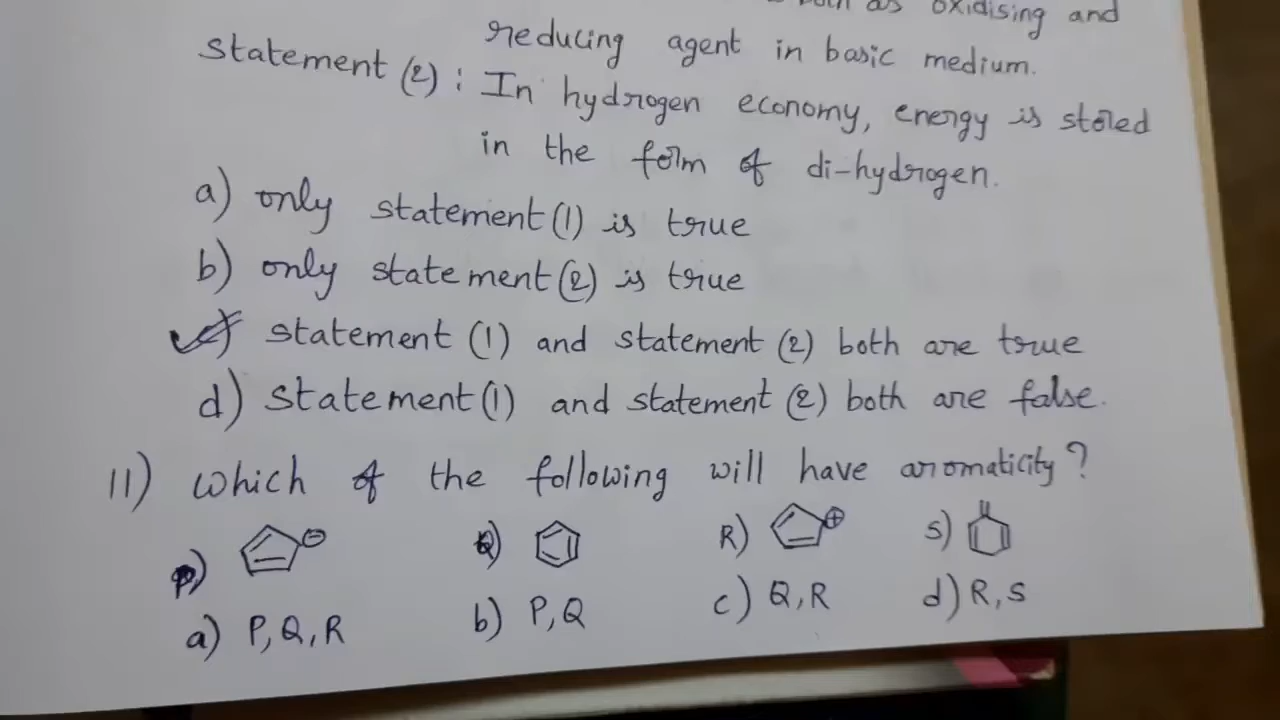 both as oxidising and
reducing agent in basic medium.
Statement (2) : In hydrogen economy, energy is stored
in the form of di-hydrogen.
a) only statement (1) is true
b) only statement (2) is true
statement (1) and statement (2) both are true
d) statement (1) and statement (2) both are false.
11) which of the following will have aromaticity?
P) ⊖ Q) R) ⊕ S)
a) P, Q, R b) P, Q c) Q, R d) R, S